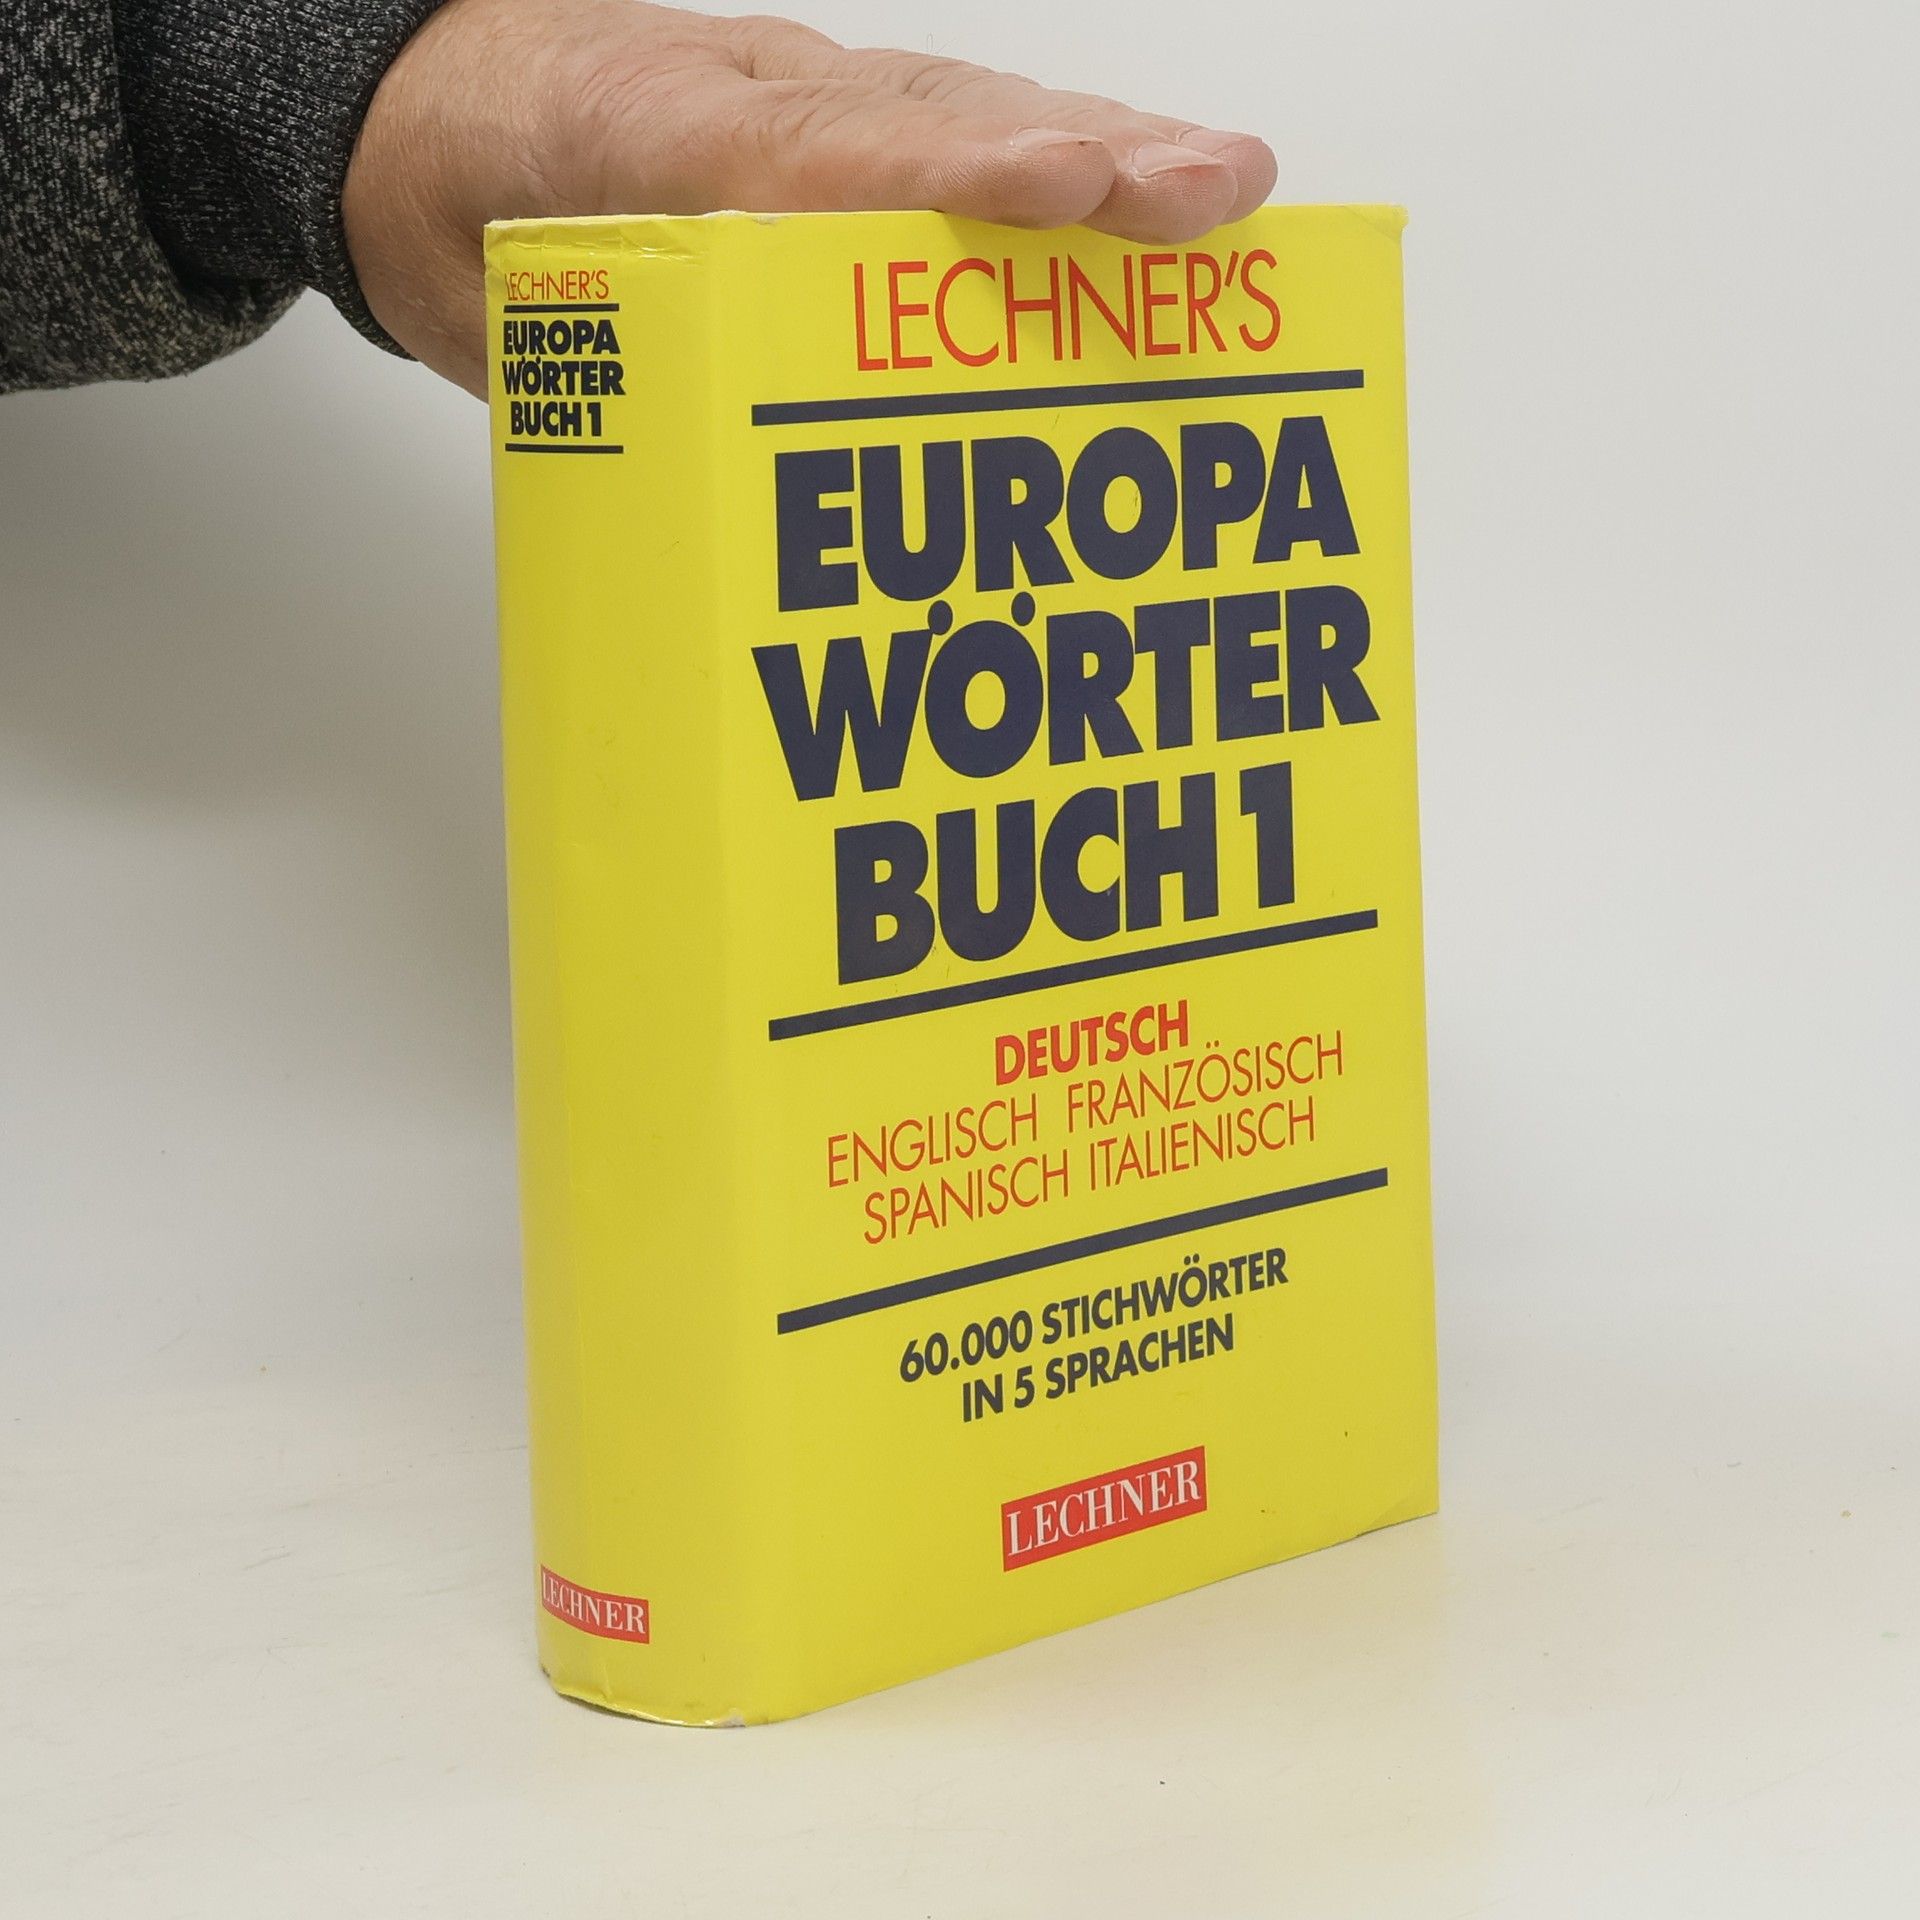 LECHNER'S
EUROPA
WÖRTER
BUCH 1
LECHNER
LECHNER'S
EUROPA
WÖRTER
BUCH 1
DEUTSCH
ENGLISCH FRANZÖSISCH
SPANISCH ITALIENISCH
60.000 STICHWÖRTER
IN 5 SPRACHEN
LECHNER